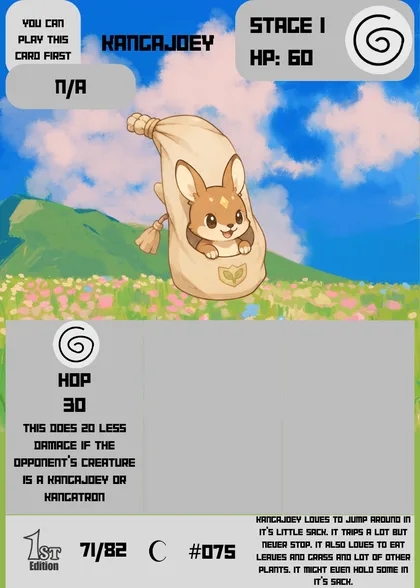 YOU CAN
PLAY THIS
CARD FIRST
KANGAJOEY
STAGE 1
HP: 60
N/A
HOP
30
THIS DOES 20 LESS
DAMAGE IF THE
OPPONENT'S CREATURE
IS A KANGAJOEY OR
KANGATRON
1ST
Edition
71/82
#075
KANGAJOEY LOVES TO JUMP AROUND IN
IT'S LITTLE SACK. IT TRIPS A LOT BUT
NEVER STOP. IT ALSO LOVES TO EAT
LEAVES AND GRASS AND LOT OF OTHER
PLANTS. IT MIGHT EVEN HOLD SOME IN
IT'S SACK.